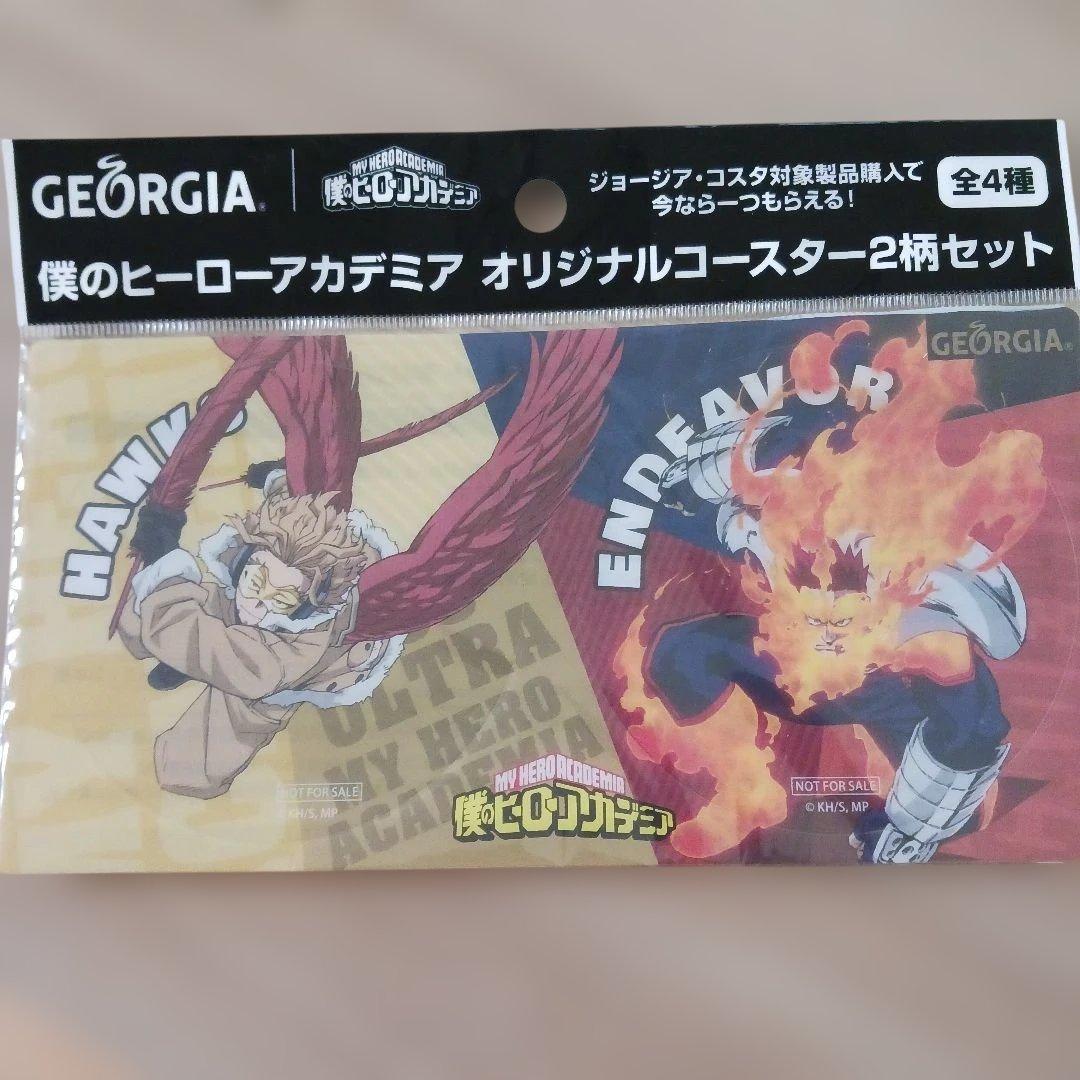 GEORGIA®
MY HERO ACADEMIA
僕のヒーローアカデミア
ジョージア・コスタ対象製品購入で
今なら一つもらえる!
全4種
僕のヒーローアカデミア オリジナルコースター2柄セット
HAWKS
ENDEAVOR
GEORGIA®
ULTRA
MY HERO
ACADEMIA
NOT FOR SALE
© KH/S, MP
MY HERO ACADEMIA
僕のヒーローアカデミア
NOT FOR SALE
© KH/S, MP